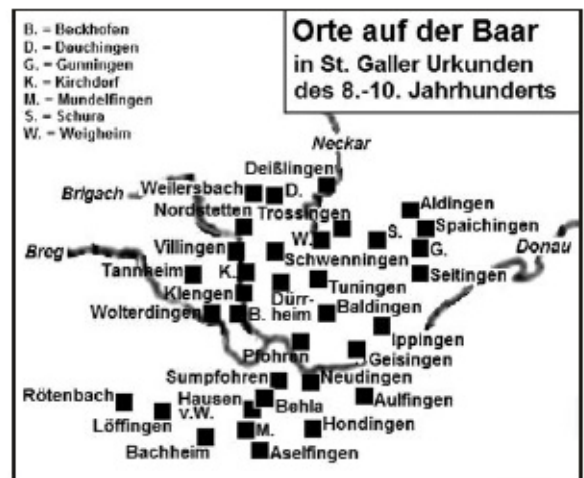 B. = Beckhofen
D. = Dauchingen
G. = Gunningen
K. = Kirchdorf
M. = Mundelfingen
S. = Schura
W. = Weigheim
Orte auf der Baar
in St. Galler Urkunden
des 8.-10. Jahrhunderts
Neckar
Deißlingen
Brigach
Weilersbach
D.
Aldingen
Nordstetten
Trossingen
Spaichingen
Donau
Breg
Villingen
W.
S.
G.
Schwenningen
Tannheim
K.
Seitingen
Tuningen
Klengen
Dürr-
heim
Baldingen
Wolterdingen
B.
Ippingen
Pfohren
Geisingen
Sumpfohren
Neudingen
Rötenbach
Hausen
v.W.
Behla
Aulfingen
Löffingen
Hondingen
Bachheim
M.
Aselfingen